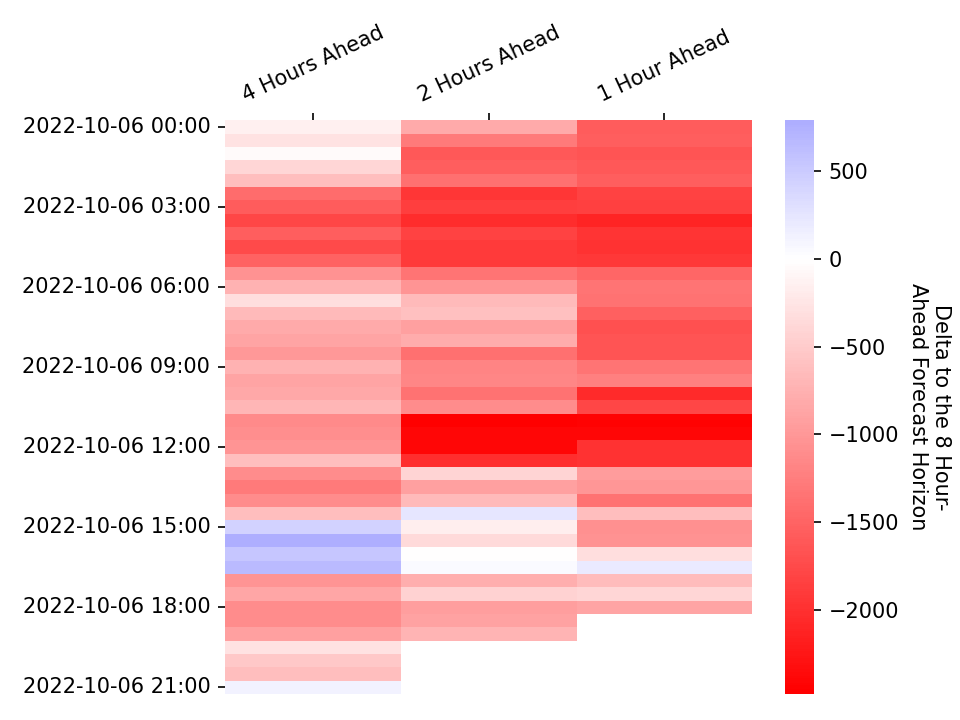 4 Hours Ahead
2 Hours Ahead
1 Hour Ahead
2022-10-06 00:00
2022-10-06 03:00
2022-10-06 06:00
2022-10-06 09:00
2022-10-06 12:00
2022-10-06 15:00
2022-10-06 18:00
2022-10-06 21:00
500
0
−500
−1000
−1500
−2000
Delta to the 8 Hour-
Ahead Forecast Horizon